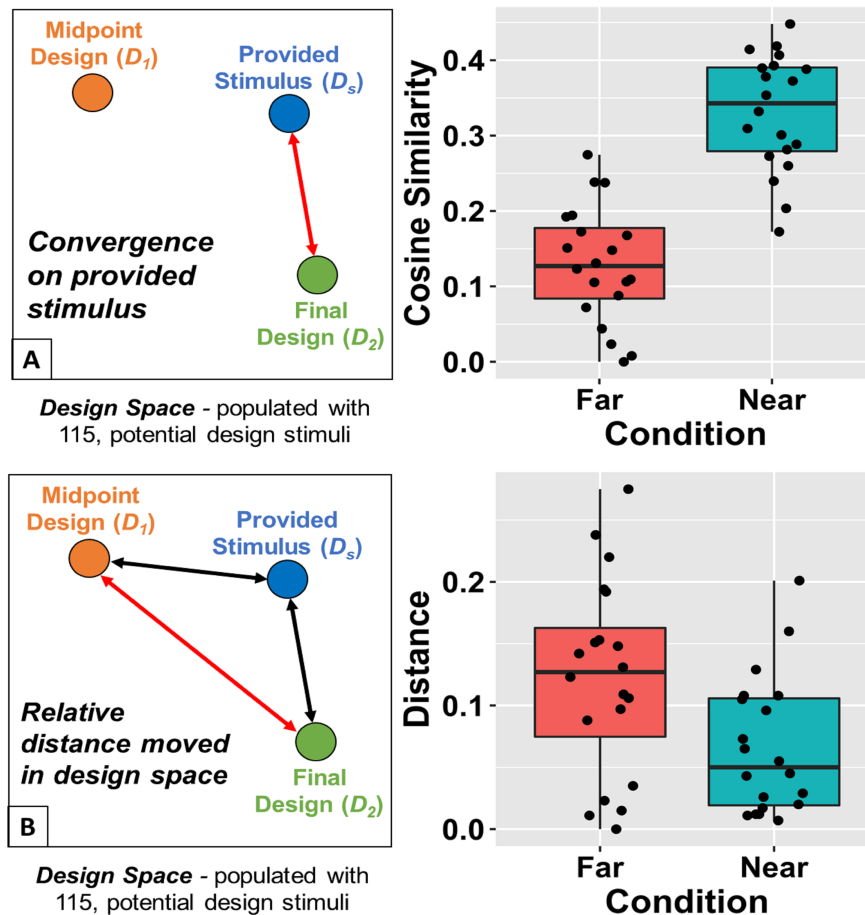 Midpoint
Design (D1)
Provided
Stimulus (Ds)
Convergence
on provided
stimulus
Final
Design (D2)
A
Design Space - populated with
115, potential design stimuli
Cosine Similarity
0.4
0.3
0.2
0.1
0.0
Far Near
Condition
Midpoint
Design (D1)
Provided
Stimulus (Ds)
Relative
distance moved
in design space
Final
Design (D2)
B
Design Space - populated with
115, potential design stimuli
Distance
0.2
0.1
0.0
Far Near
Condition